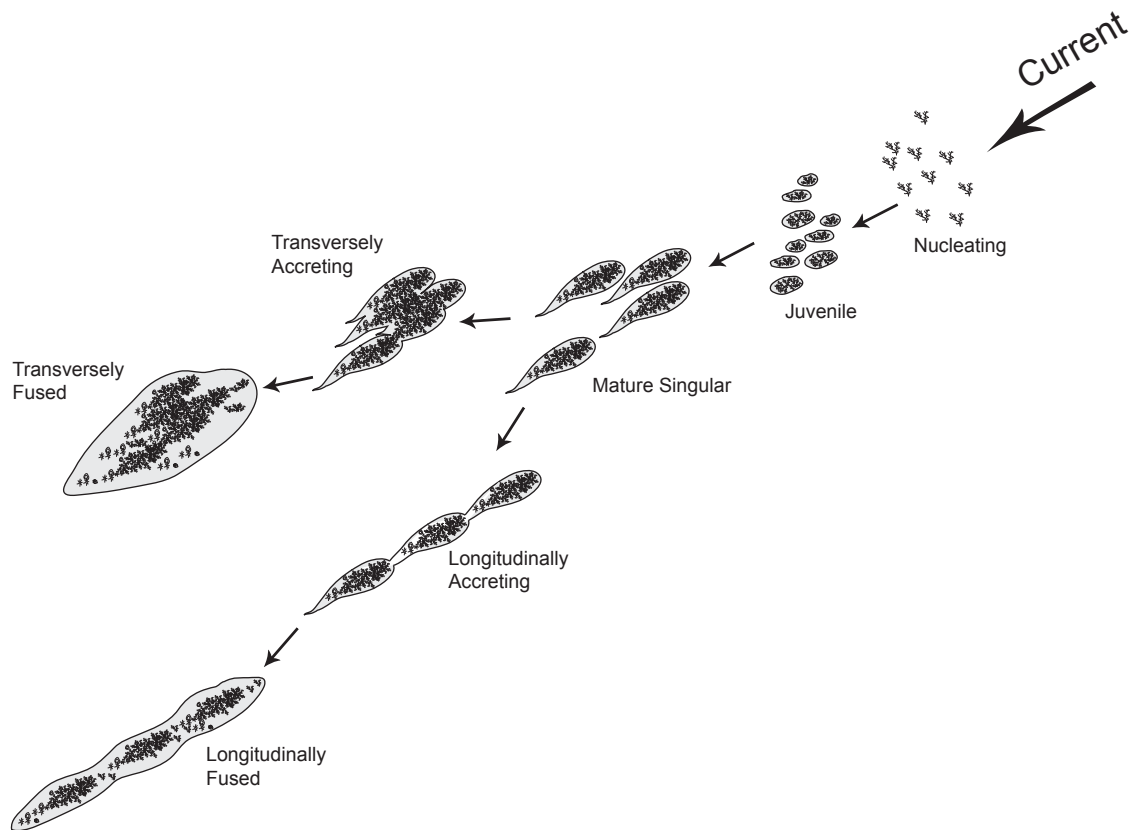 Current
Nucleating
Juvenile
Transversely
Accreting
Mature Singular
Transversely
Fused
Longitudinally
Accreting
Longitudinally
Fused